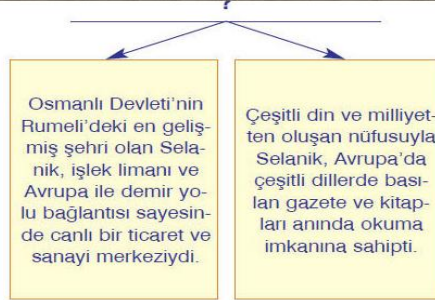 ?
Osmanlı Devleti'nin
Rumeli'deki en geliş-
miş şehri olan Sela-
nik, işlek limanı ve
Avrupa ile demir yo-
lu bağlantısı sayesin-
de canlı bir ticaret ve
sanayi merkeziydi.
Çeşitli din ve milliyet-
ten oluşan nüfusuyla
Selanik, Avrupa'da
çeşitli dillerde bası-
lan gazete ve kitap-
ları anında okuma
imkanına sahipti.